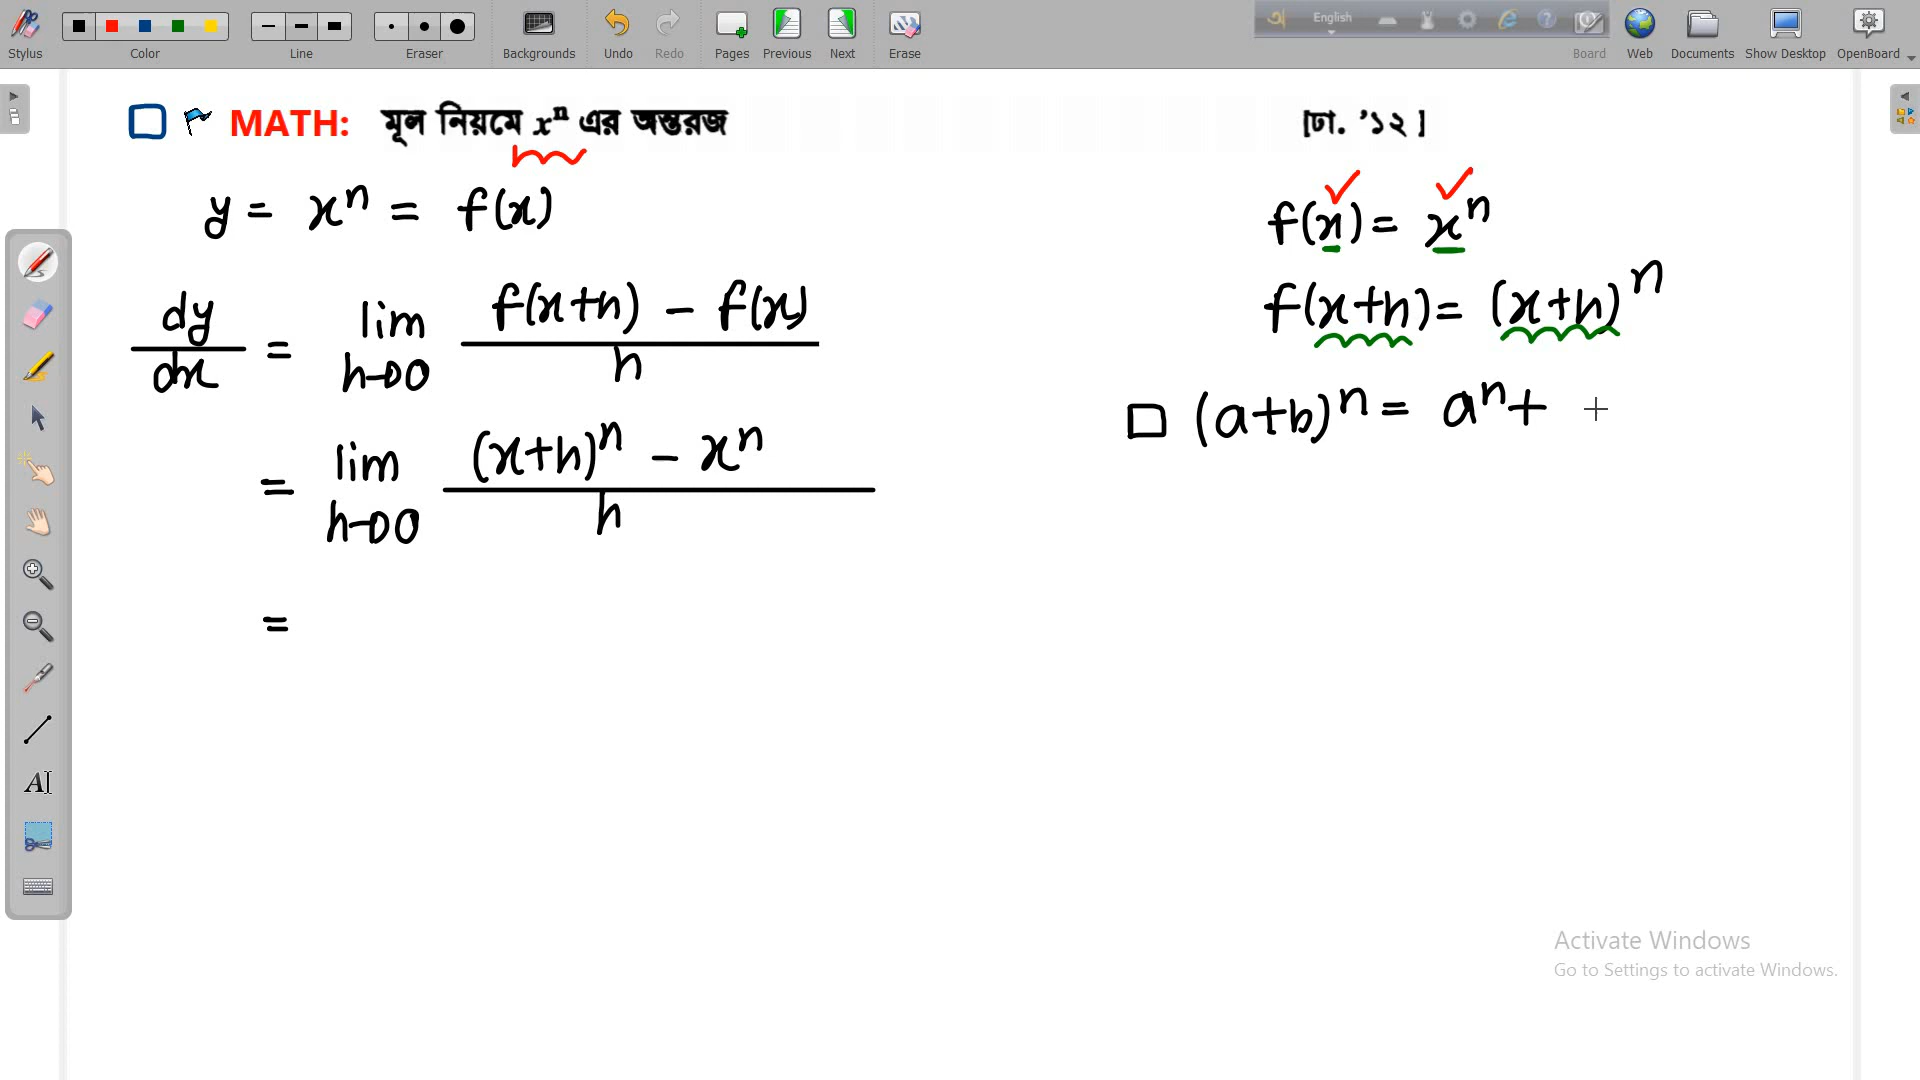 Stylus Color Line Eraser Backgrounds Undo Redo Pages Previous Next Erase English Board Web Documents Show Desktop OpenBoard
MATH: মূল নিয়মে xⁿ এর অন্তরজ [ঢা. '১২]
y = xⁿ = f(x)
f(x) = xⁿ
f(x+h) = (x+h)ⁿ
dy/dx = lim h→0 (f(x+h) - f(x))/h
(a+b)ⁿ = aⁿ +
= lim h→0 ((x+h)ⁿ - xⁿ)/h
=
Activate Windows
Go to Settings to activate Windows.